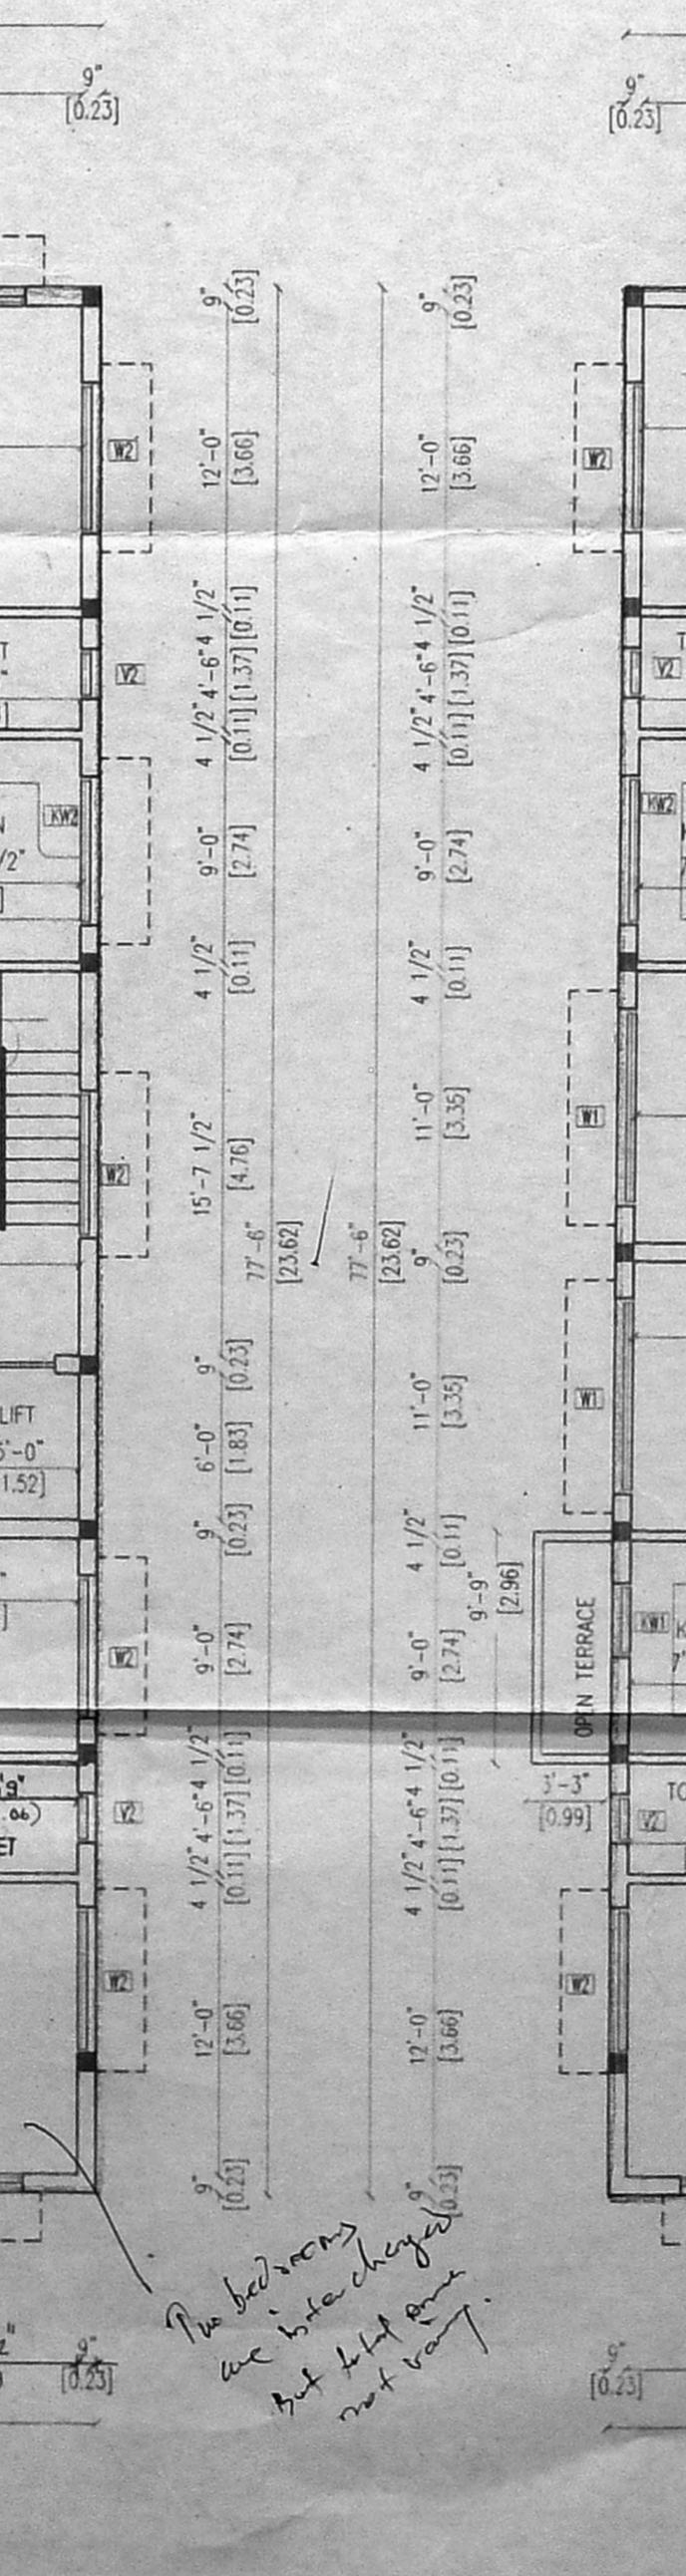 9"
[0.23]
9"
[0.23]
9"
[0.23]
9"
[0.23]
12'-0"
[3.66]
12'-0"
[3.66]
W2
W2
4 1/2" 4'-6" 4 1/2"
[0.11] [1.37] [0.11]
4 1/2" 4'-6" 4 1/2"
[0.11] [1.37] [0.11]
T
V2
T
V2
KW2
KW2
N
/2"
9'-0"
[2.74]
9'-0"
[2.74]
4 1/2"
[0.11]
4 1/2"
[0.11]
15'-7 1/2"
[4.76]
11'-0"
[3.35]
W1
W2
77'-6"
[23.62]
77'-6"
[23.62]
9"
[0.23]
9"
[0.23]
11'-0"
[3.35]
W1
LIFT
5'-0"
1.52]
6'-0"
[1.83]
9"
[0.23]
4 1/2"
[0.11]
9'-9"
[2.96]
W2
9'-0"
[2.74]
9'-0"
[2.74]
OPEN TERRACE
KW1
K
7'
4 1/2" 4'-6" 4 1/2"
[0.11] [1.37] [0.11]
4 1/2" 4'-6" 4 1/2"
[0.11] [1.37] [0.11]
'9"
.06)
ET
V2
3'-3"
[0.99]
TO
V2
W2
W2
12'-0"
[3.66]
12'-0"
[3.66]
9"
[0.23]
9"
[0.23]
Two bedrooms
are interchanged
But total
not vary.
2"
9"
[0.23]
9"
[0.23]